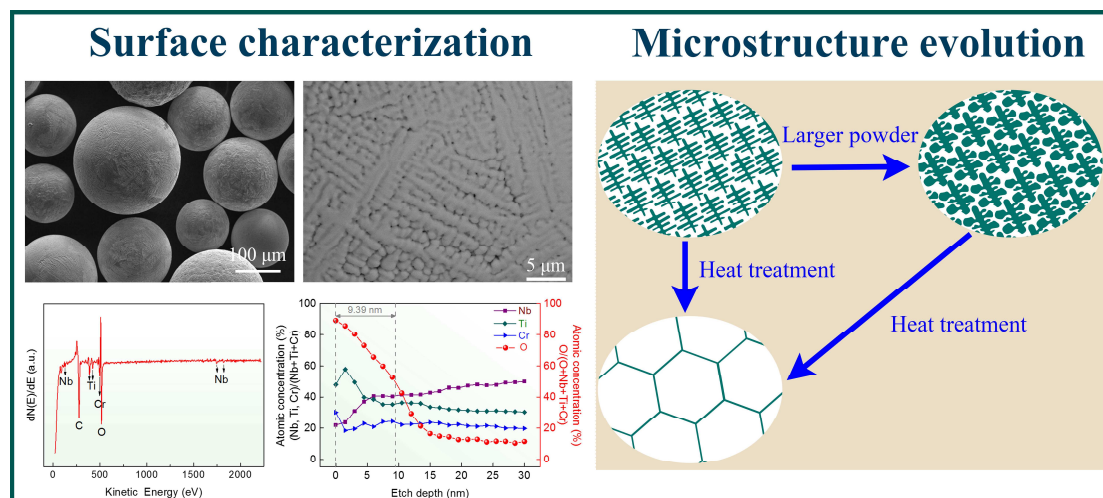 Surface characterization
Microstructure evolution
100 μm
5 μm
Larger powder
Heat treatment
Heat treatment
dN(E)/dE (a.u.)
Nb
Ti
Cr
C
O
Nb
0
500
1000
1500
2000
Kinetic Energy (eV)
Atomic concentration (%)
(Nb, Ti, Cr)/(Nb+Ti+Cn
100
80
60
40
20
0
9.39 nm
Nb
Ti
Cr
O
100
80
60
40
20
0
Atomic concentration (%)
O/(O+Nb+Ti+Cr)
0
5
10
15
20
25
30
Etch depth (nm)